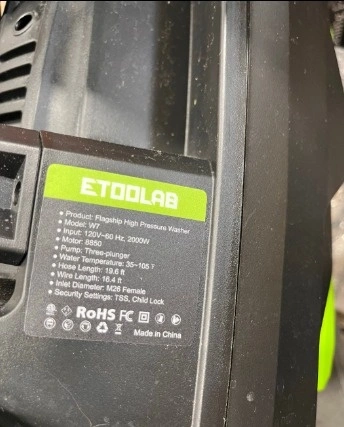 ETOOLAB
• Product: Flagship High Pressure Washer
• Model: W7
• Input: 120V~60 Hz, 2000W
• Motor: 8850
• Pump: Three-plunger
• Water Temperature: 35~105 ?
• Hose Length: 19.6 ft
• Wire Length: 16.4 ft
• Inlet Diameter: M26 Female
• Security Settings: TSS, Child Lock
RoHS FC
Made in China